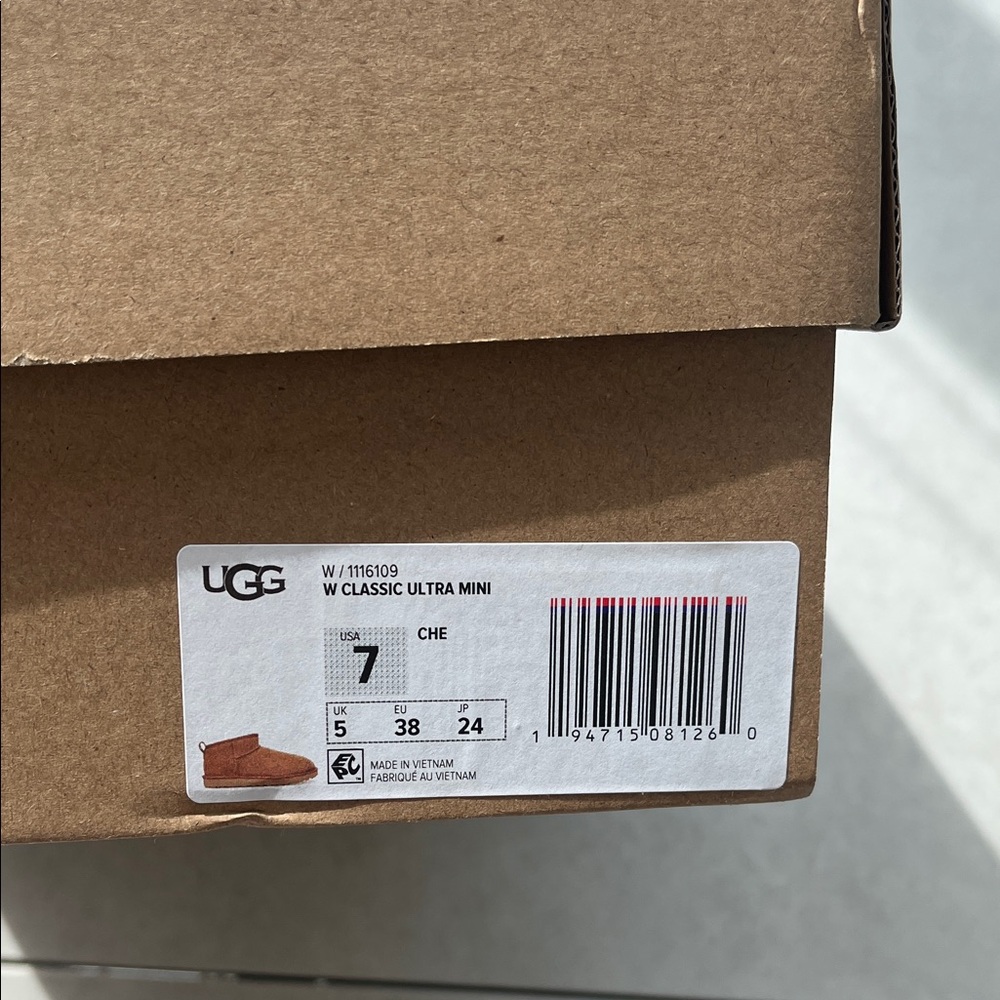 UGG
W / 1116109
W CLASSIC ULTRA MINI
USA
7
CHE
UK EU JP
5 38 24
EPC™
MADE IN VIETNAM
FABRIQUÉ AU VIETNAM
1 94715 08126 0